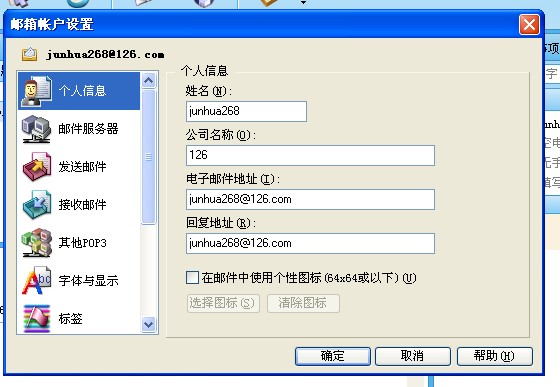 邮箱帐户设置
junhua268@126.com
个人信息
邮件服务器
发送邮件
接收邮件
其他POP3
字体与显示
标签
个人信息
姓名(N):
junhua268
公司名称(O):
126
电子邮件地址(I):
junhua268@126.com
回复地址(R):
junhua268@126.com
在邮件中使用个性图标(64x64或以下)(U)
选择图标(S)
清除图标
确定
取消
帮助(H)